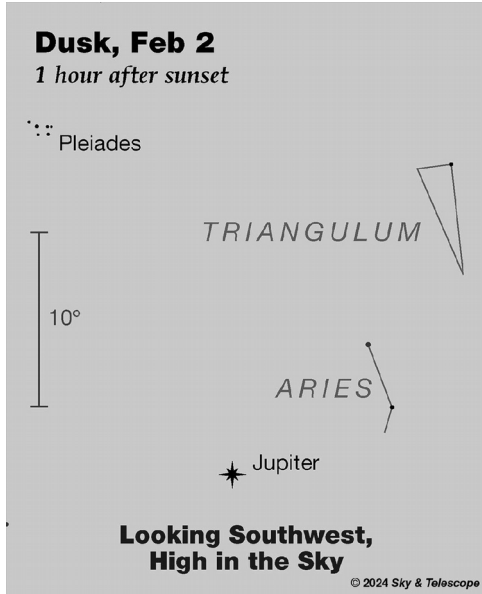 Dusk, Feb 2
1 hour after sunset
Pleiades
TRIANGULUM
10°
ARIES
Jupiter
Looking Southwest,
High in the Sky
© 2024 Sky & Telescope